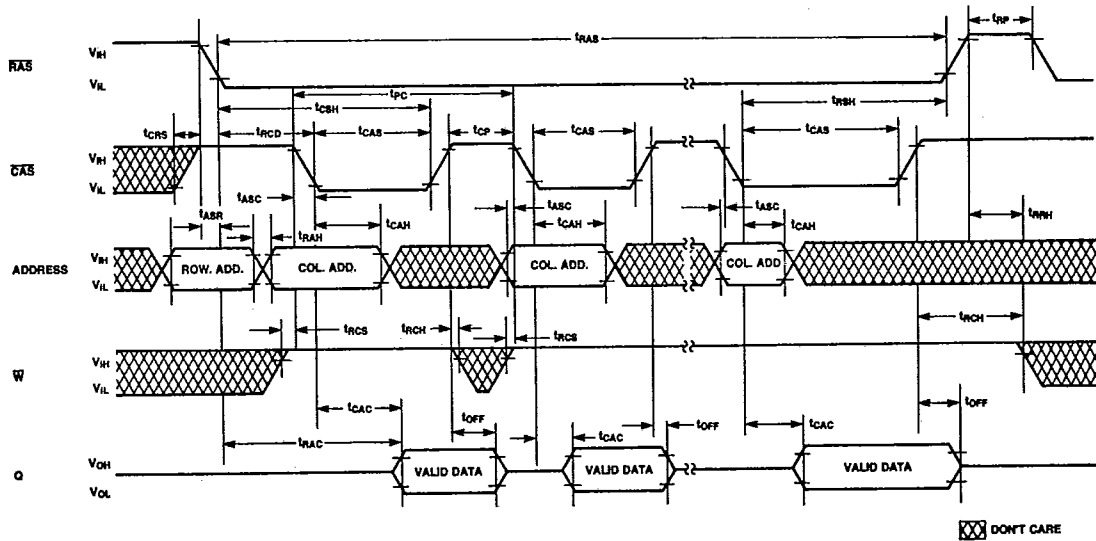 tRP
tRAS
RAS
VIH
VIL
tPC
tCSH
tRSH
tCRS
tRCD
tCAS
tCP
tCAS
tCAS
CAS
VIH
VIL
tASR
tASC
tRAH
tCAH
tASC
tCAH
tASC
tCAH
tRRH
ADDRESS
VIH
VIL
ROW. ADD.
COL. ADD.
COL. ADD.
COL. ADD
tRCS
tRCH
tRCS
tRCH
W
VIH
VIL
tCAC
tRAC
tOFF
tCAC
tOFF
tCAC
tOFF
Q
VOH
VOL
VALID DATA
VALID DATA
VALID DATA
DON'T CARE